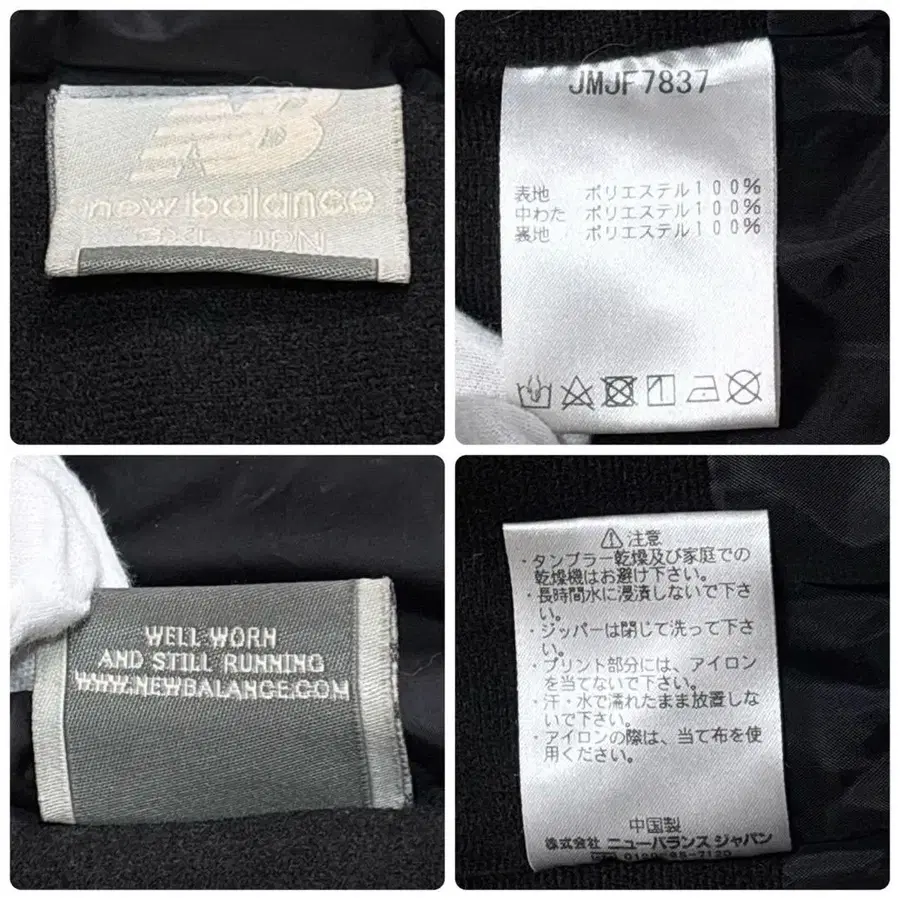 NB
new balance
JMJF7837
表地 ポリエステル100%
中わた ポリエステル100%
裏地 ポリエステル100%
WELL WORN
AND STILL RUNNING
WWW.NEWBALANCE.COM
注意
・タンブラー乾燥及び家庭での
乾燥機はお避け下さい。
・長時間水に浸漬しないで下さ
い。
・ジッパーは閉じて洗って下さ
い。
・プリント部分には、アイロン
を当てないで下さい。
・汗・水で濡れたまま放置しな
いで下さい。
・アイロンの際は、当て布を使
用ください。
中国製
株式会社 ニューバランス ジャパン